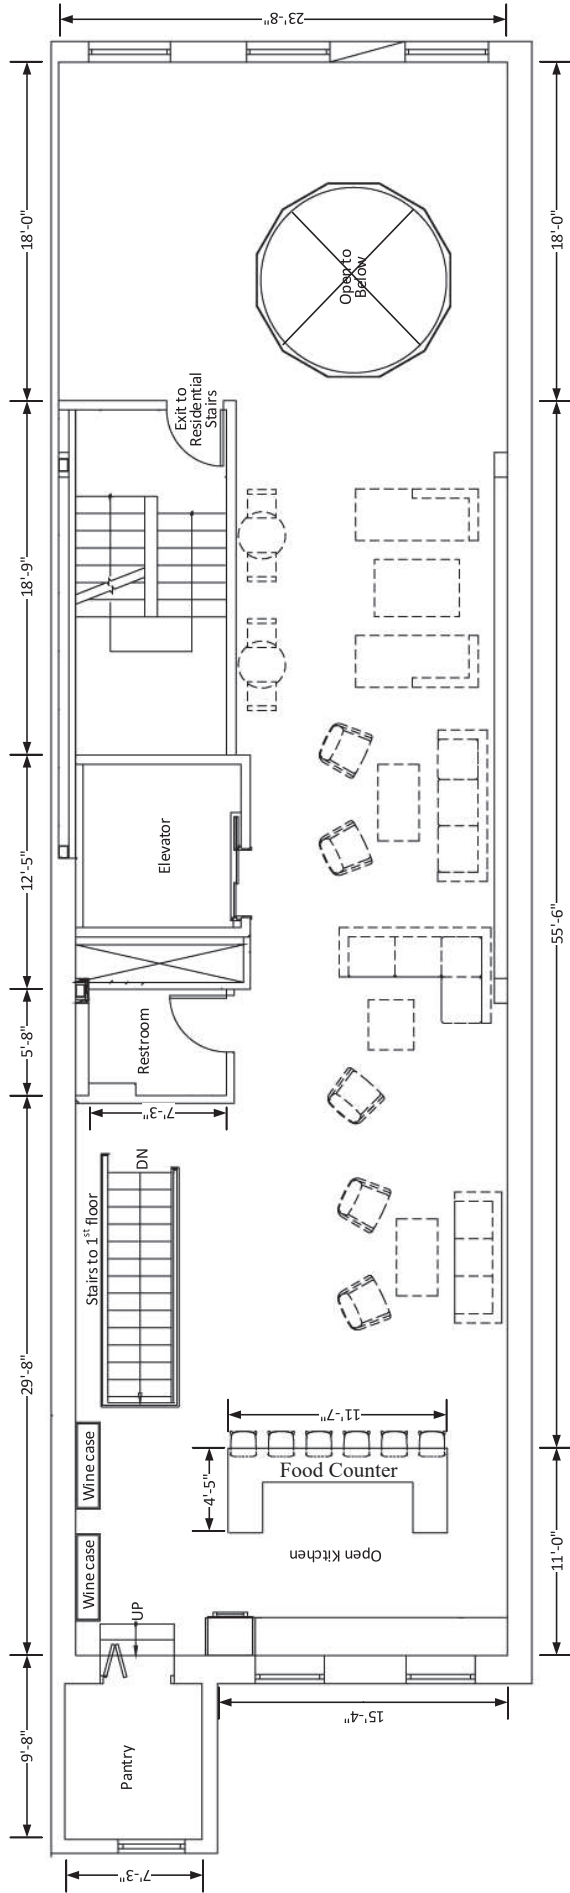 23'-8"
18'-0"
18'-0"
Open to
Below
Exit to
Residential
Stairs
18'-9"
Elevator
12'-5"
55'-6"
5'-8"
Restroom
7'-3"
DN
Stairs to 1st floor
29'-8"
11'-7"
Wine case
4'-5"
Food Counter
Open Kitchen
11'-0"
Wine case
UP
15'-4"
9'-8"
Pantry
7'-3"